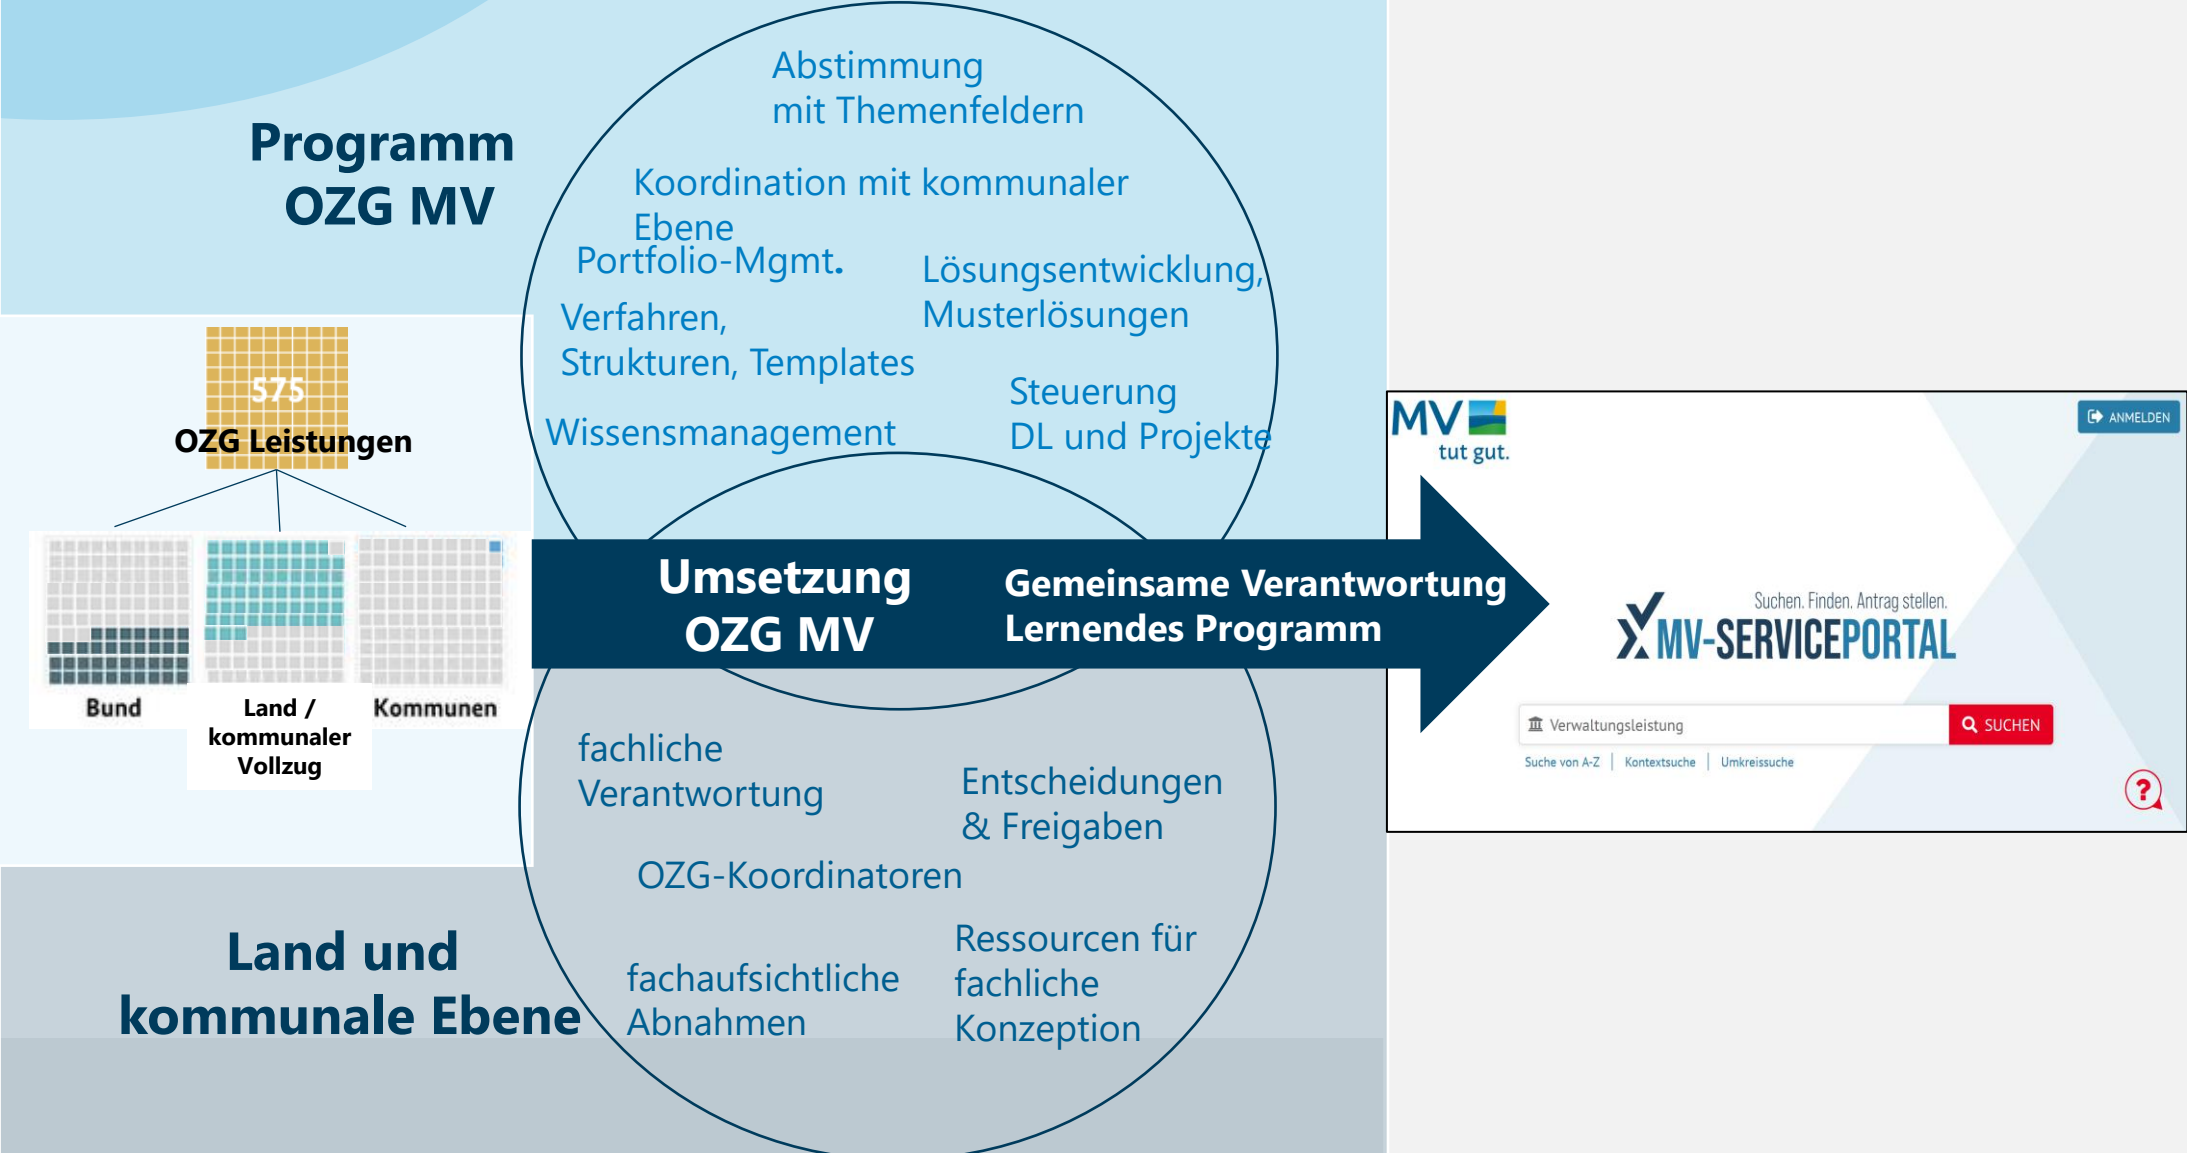 Programm
OZG MV
Abstimmung
mit Themenfeldern
Koordination mit kommunaler
Ebene
Portfolio-Mgmt.
Lösungsentwicklung,
Musterlösungen
Verfahren,
Strukturen, Templates
Steuerung
DL und Projekte
Wissensmanagement
575
OZG Leistungen
Bund
Land /
kommunaler
Vollzug
Kommunen
Umsetzung
OZG MV
Gemeinsame Verantwortung
Lernendes Programm
MV
tut gut.
ANMELDEN
Suchen. Finden. Antrag stellen.
MV-SERVICEPORTAL
Verwaltungsleistung
SUCHEN
Suche von A-Z | Kontextsuche | Umkreissuche
?
fachliche
Verantwortung
Entscheidungen
& Freigaben
OZG-Koordinatoren
Ressourcen für
fachliche
Konzeption
fachaufsichtliche
Abnahmen
Land und
kommunale Ebene